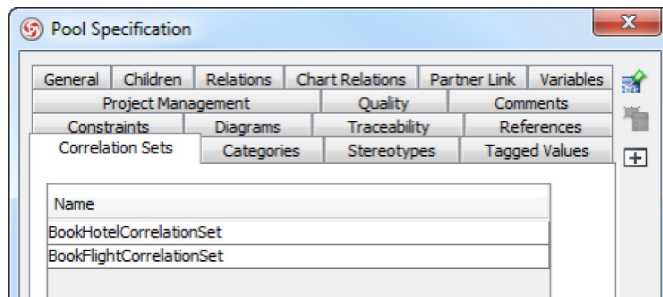 Pool Specification
General Children Relations Chart Relations Partner Link Variables
Project Management Quality Comments
Constraints Diagrams Traceability References
Correlation Sets Categories Stereotypes Tagged Values
Name
BookHotelCorrelationSet
BookFlightCorrelationSet